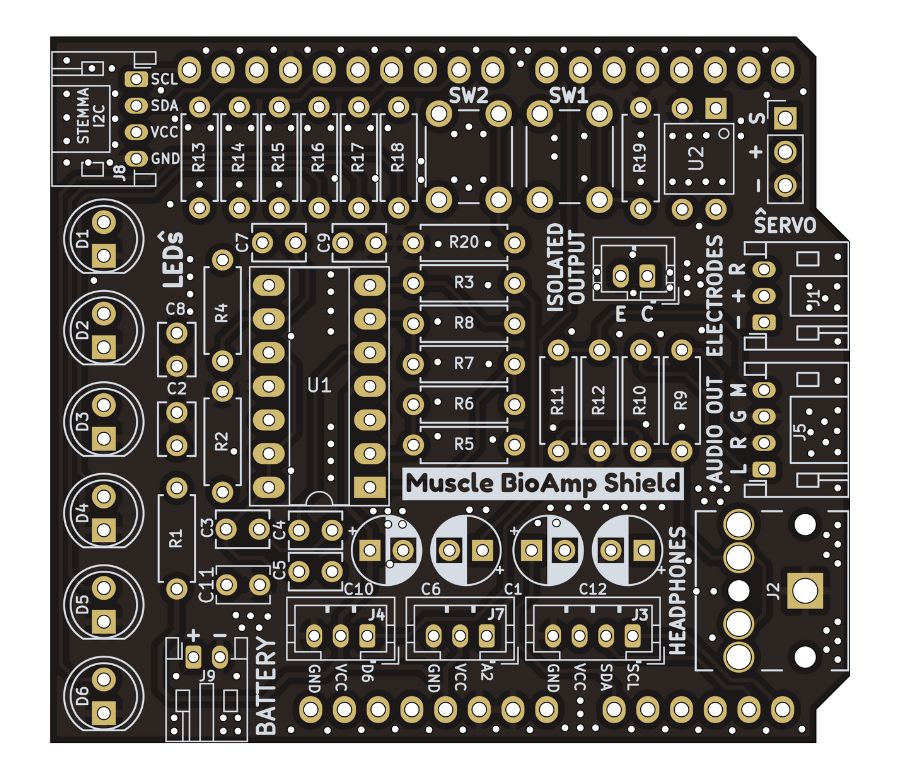 SCL
SDA
VCC
GND
STEMMA
I2C
J8
R13
R14
R15
R16
R17
R18
SW2
SW1
R19
U2
S
+
-
SERVO
D1
LEDs
C7
C9
R20
ISOLATED
OUTPUT
E C
ELECTRODES
- + R
J1
R3
R4
D2
C8
R8
U1
R7
C2
R6
R11
R12
R10
R9
AUDIO OUT
L R G M
J5
D3
R2
R5
Muscle BioAmp Shield
D4
R1
C3
C4
+
+
HEADPHONES
J2
C5
C11
+
+
C10
C6
C1
C12
D5
J4
J7
J3
+ -
J9
BATTERY
GND
VCC
D6
GND
VCC
A2
GND
VCC
SDA
SCL
D6